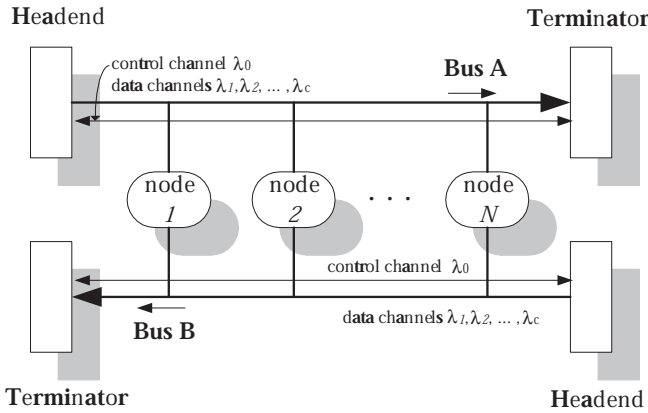 Headend
Terminator
control channel λ0
data channels λ1,λ2, ... ,λc
Bus A
node
1
node
2
. . .
node
N
control channel λ0
Bus B
data channels λ1,λ2, ... ,λc
Terminator
Headend